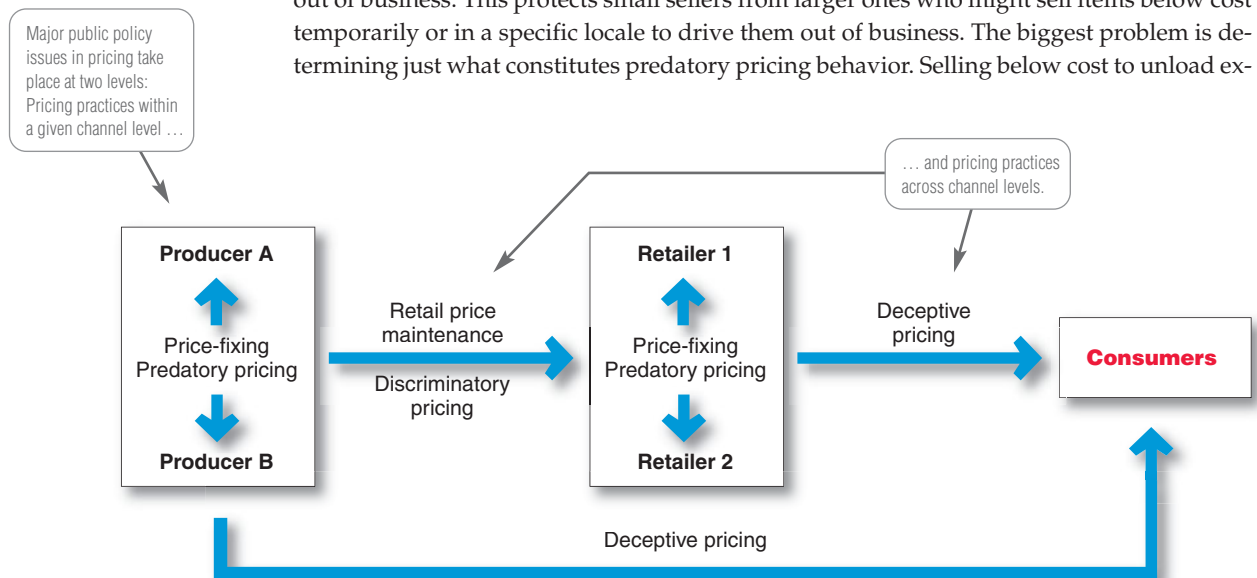 out of business. This protects small sellers from larger ones who might sell items below cost
temporarily or in a specific locale to drive them out of business. The biggest problem is de-
termining just what constitutes predatory pricing behavior. Selling below cost to unload ex-
Major public policy
issues in pricing take
place at two levels:
Pricing practices within
a given channel level …
… and pricing practices
across channel levels.
Producer A
Price-fixing
Predatory pricing
Producer B
Retail price
maintenance
Discriminatory
pricing
Retailer 1
Price-fixing
Predatory pricing
Retailer 2
Deceptive
pricing
Consumers
Deceptive pricing